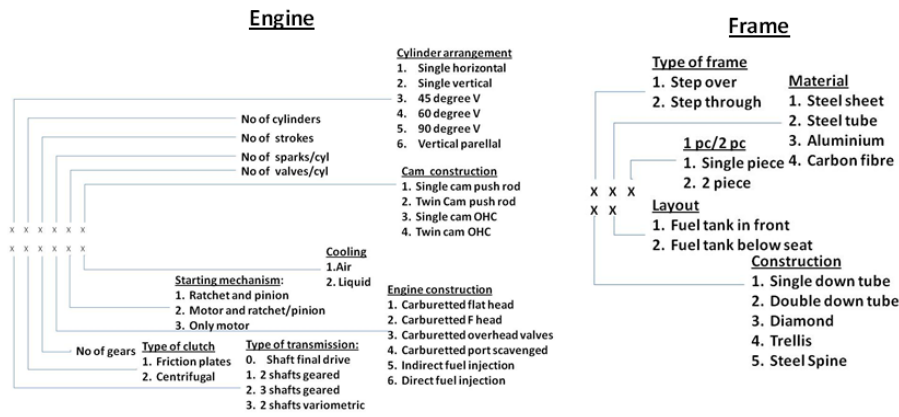 Engine
Cylinder arrangement
1. Single horizontal
2. Single vertical
3. 45 degree V
4. 60 degree V
5. 90 degree V
6. Vertical parellal
No of cylinders
No of strokes
No of sparks/cyl
No of valves/cyl
Cam construction
1. Single cam push rod
2. Twin Cam push rod
3. Single cam OHC
4. Twin cam OHC
x x x x x x
x x x x x x
Cooling
1.Air
2. Liquid
Starting mechanism:
1. Ratchet and pinion
2. Motor and ratchet/pinion
3. Only motor
Engine construction
1. Carburetted flat head
2. Carburetted F head
3. Carburetted overhead valves
4. Carburetted port scavenged
5. Indirect fuel injection
6. Direct fuel injection
No of gears
Type of clutch
1. Friction plates
2. Centrifugal
Type of transmission:
0. Shaft final drive
1. 2 shafts geared
2. 3 shafts geared
3. 2 shafts variometric
Frame
Type of frame
1. Step over
2. Step through
Material
1. Steel sheet
2. Steel tube
3. Aluminium
4. Carbon fibre
1 pc/2 pc
1. Single piece
2. 2 piece
X X X
X X
Layout
1. Fuel tank in front
2. Fuel tank below seat
Construction
1. Single down tube
2. Double down tube
3. Diamond
4. Trellis
5. Steel Spine